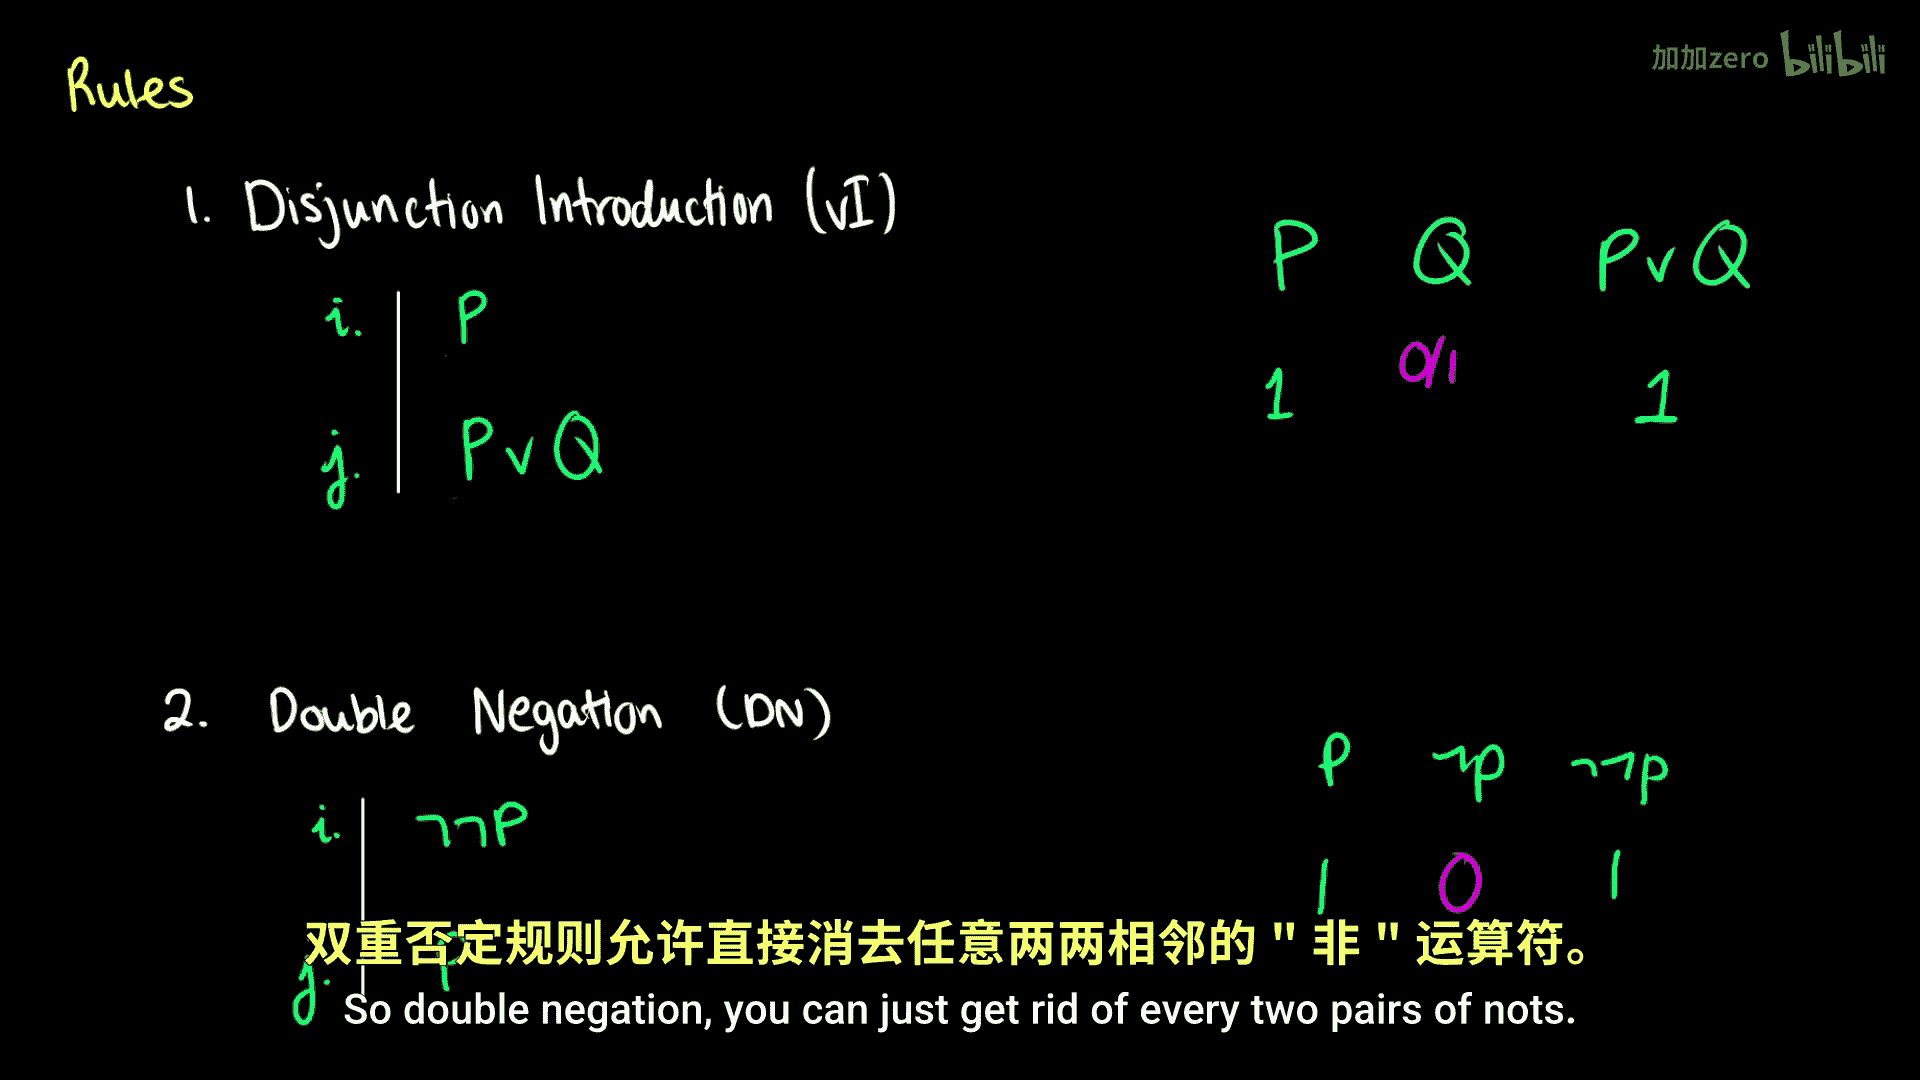 加加zero bilibili
Rules
1. Disjunction Introduction (vI)
P Q PvQ
i. P
1 0/1 1
j. PvQ
2. Double Negation (DN)
P ¬P ¬¬P
i. ¬¬P
1 0 1
双重否定规则允许直接消去任意两两相邻的"非"运算符。
j. P
So double negation, you can just get rid of every two pairs of nots.